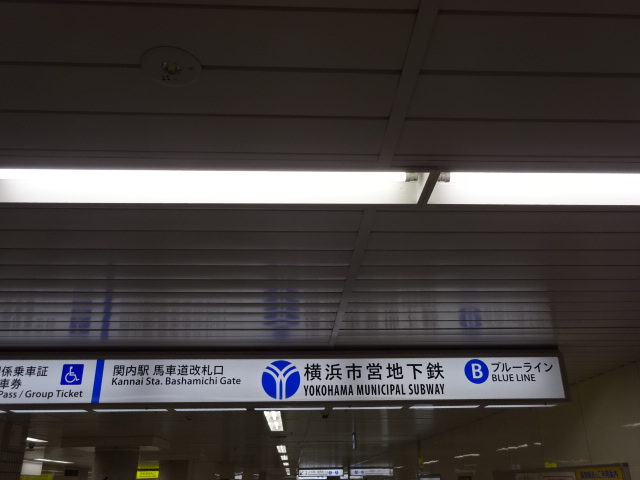 係乗車証
車券
Pass / Group Ticket
関内駅 馬車道改札口
Kannai Sta. Bashamichi Gate
横浜市営地下鉄
YOKOHAMA MUNICIPAL SUBWAY
B ブルーライン
BLUE LINE